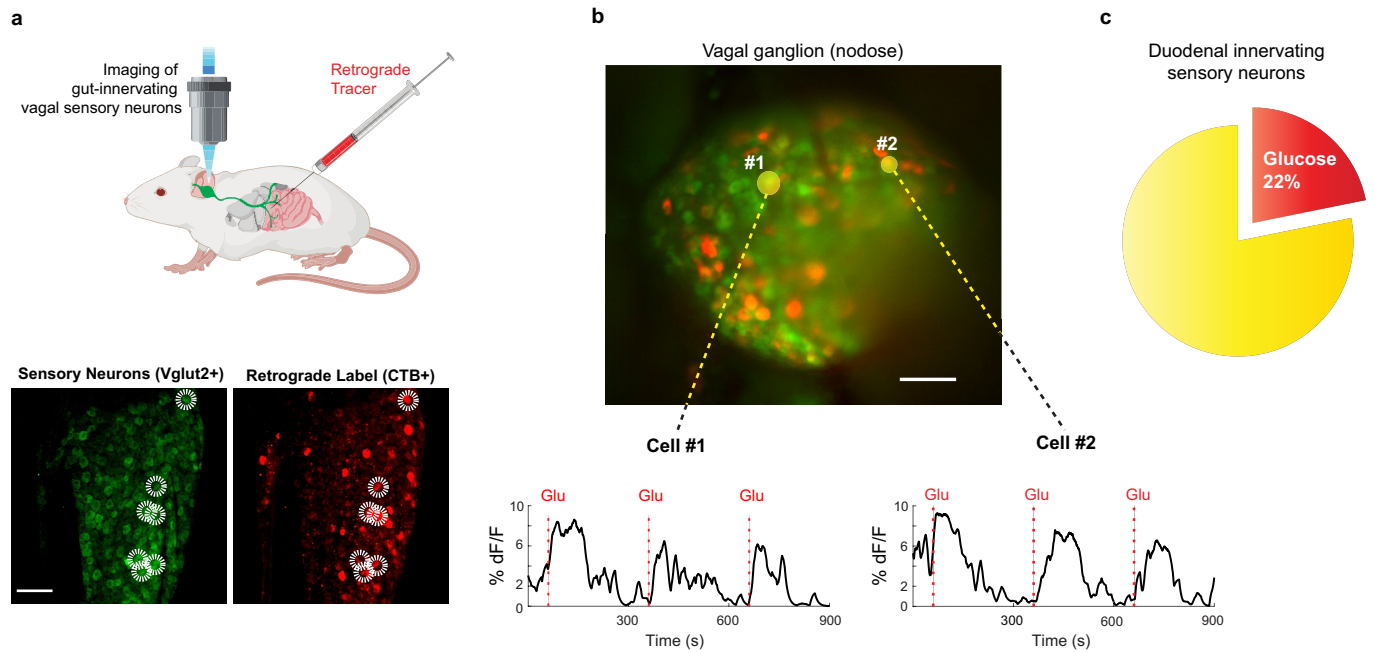 a
Imaging of
gut-innervating
vagal sensory neurons
Retrograde
Tracer
Sensory Neurons (Vglut2+)
Retrograde Label (CTB+)
b
Vagal ganglion (nodose)
#1
#2
Cell #1
Cell #2
Glu
Glu
Glu
% dF/F
10
6
2
0
300
600
900
Time (s)
Glu
Glu
Glu
% dF/F
10
6
2
0
300
600
900
Time (s)
c
Duodenal innervating
sensory neurons
Glucose
22%